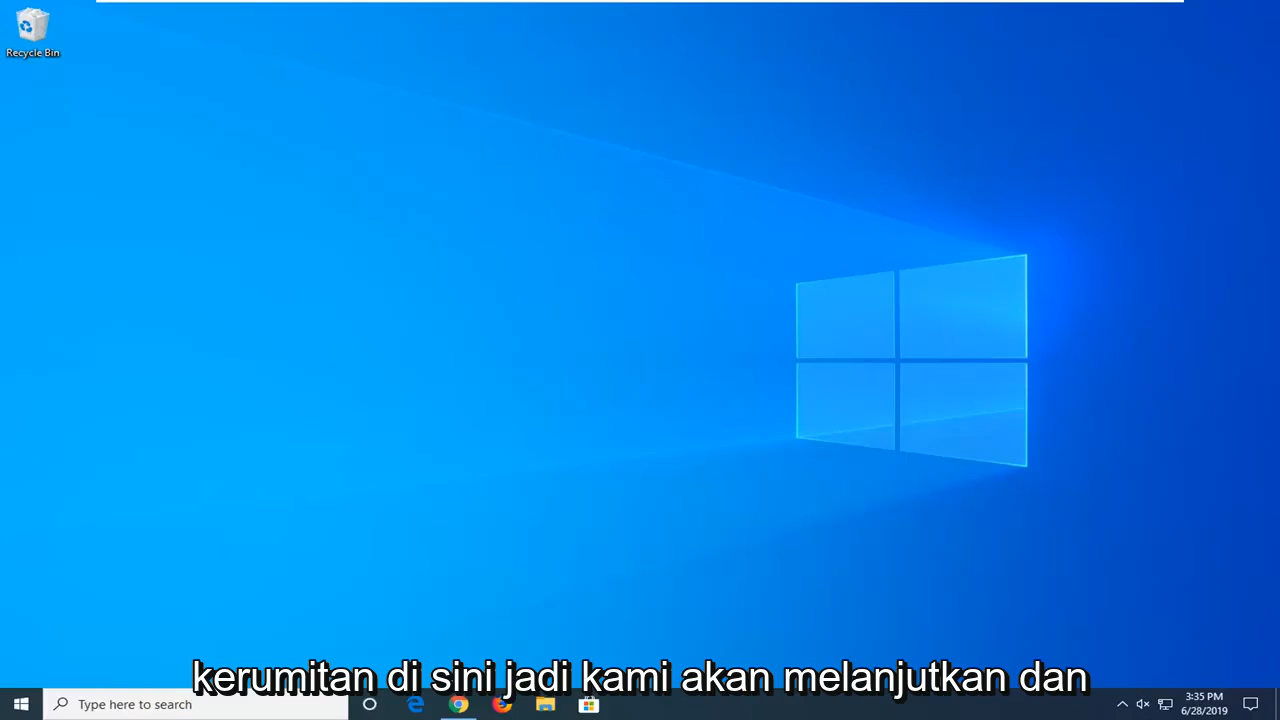 Recycle Bin
kerumitan di sini jadi kami akan melanjutkan dan
Type here to search
3:35 PM
6/28/2019